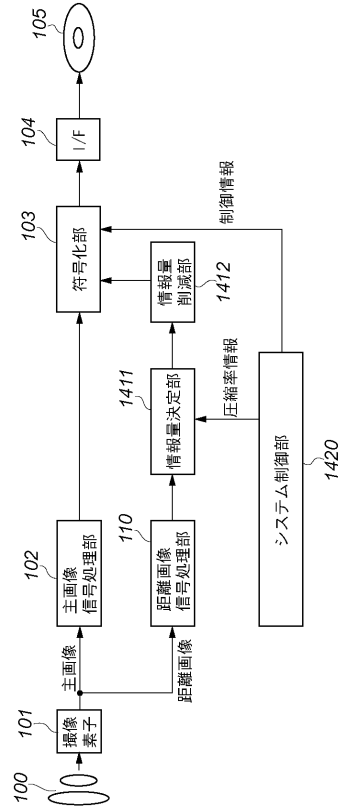 100
101
撮像
素子
主画像
距離画像
102
主画像
信号処理部
110
距離画像
信号処理部
1411
情報量決定部
情報量
削減部
1412
103
符号化部
104
I/F
105
圧縮率情報
制御情報
システム制御部
1420